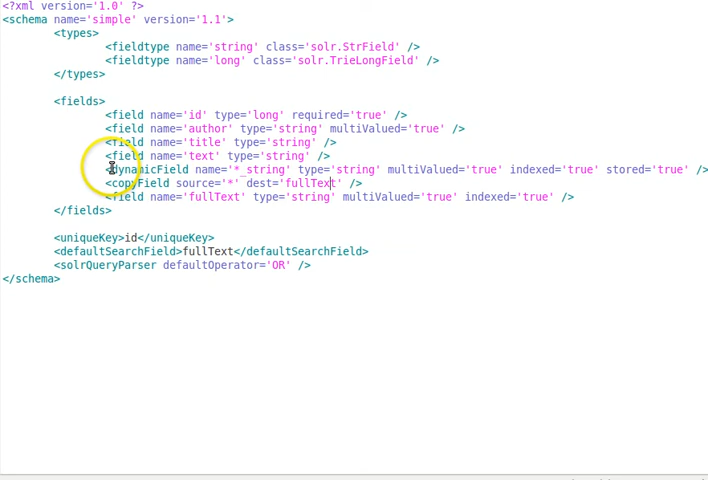 <?xml version='1.0' ?>
<schema name='simple' version='1.1'>
<types>
<fieldtype name='string' class='solr.StrField' />
<fieldtype name='long' class='solr.TrieLongField' />
</types>
<fields>
<field name='id' type='long' required='true' />
<field name='author' type='string' multiValued='true' />
<field name='title' type='string' />
<field name='text' type='string' />
<dynamicField name='*_string' type='string' multiValued='true' indexed='true' stored='true' />
<copyField source='*' dest='fullText' />
<field name='fullText' type='string' multiValued='true' indexed='true' />
</fields>
<uniqueKey>id</uniqueKey>
<defaultSearchField>fullText</defaultSearchField>
<solrQueryParser defaultOperator='OR' />
</schema>